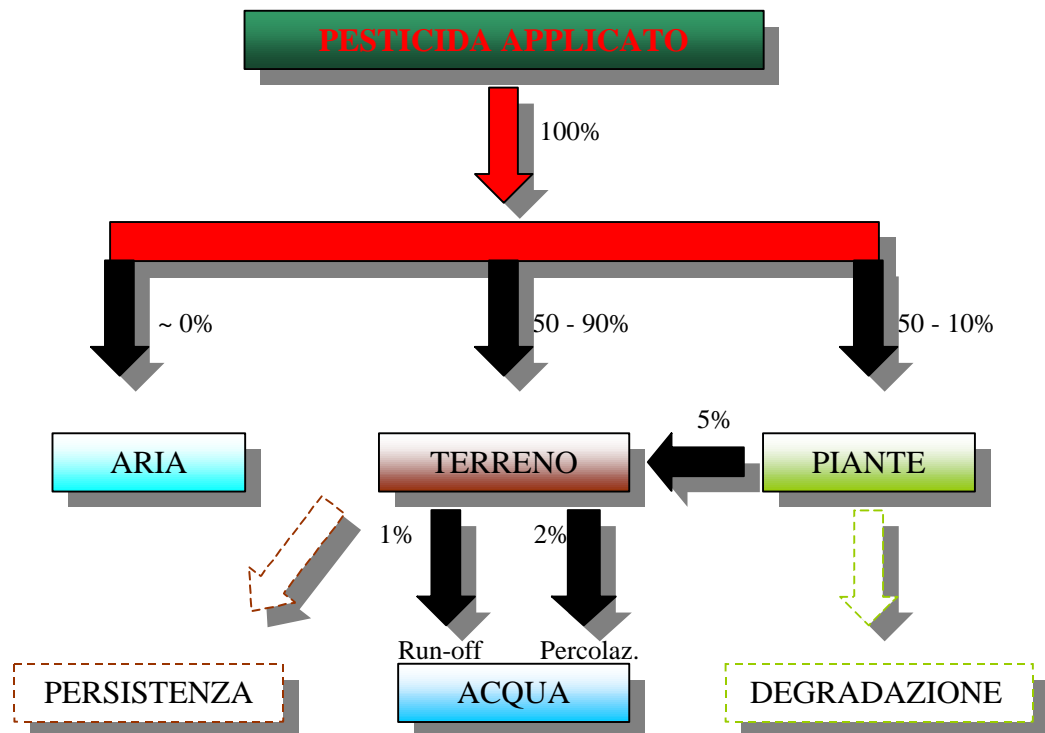 PESTICIDA APPLICATO
100%
~ 0%
50 - 90%
50 - 10%
5%
ARIA
TERRENO
PIANTE
1%
2%
Run-off
Percolaz.
PERSISTENZA
ACQUA
DEGRADAZIONE